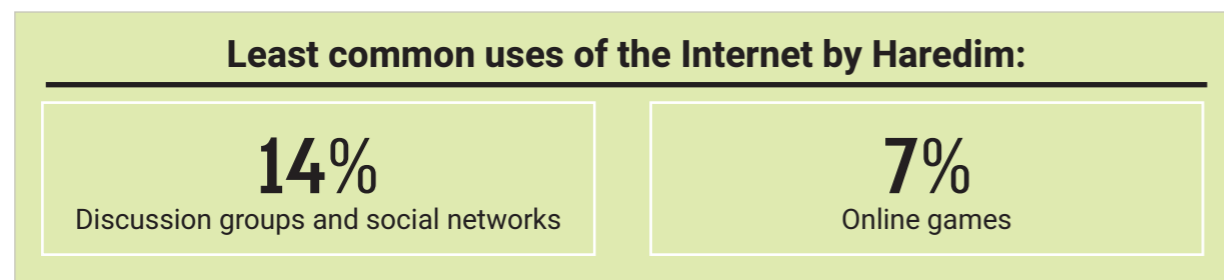 Least common uses of the Internet by Haredim:
14%
Discussion groups and social networks
7%
Online games